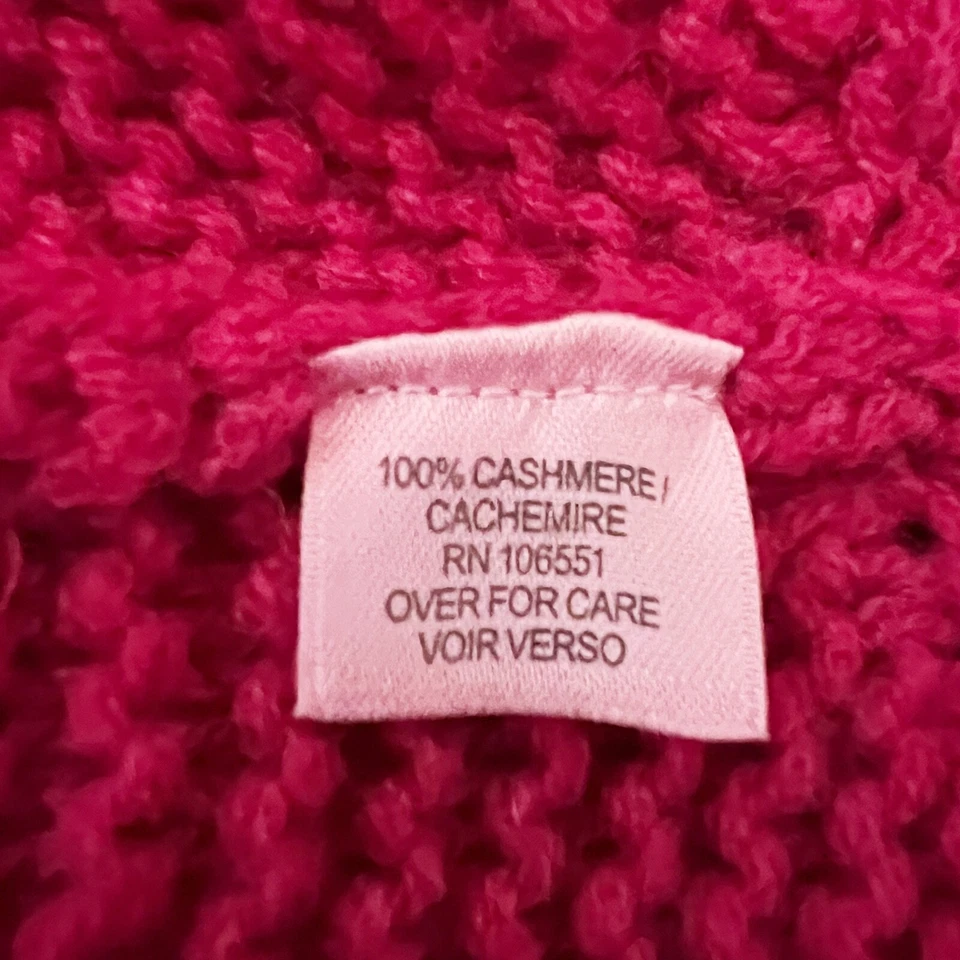 100% CASHMERE /
CACHEMIRE
RN 106551
OVER FOR CARE
VOIR VERSO